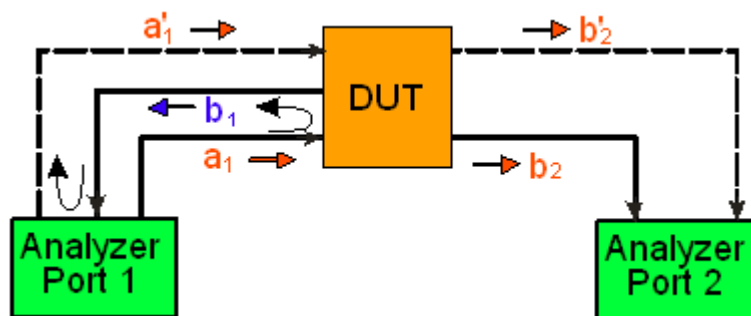 a'₁
b'₂
DUT
b₁
a₁
b₂
Analyzer
Port 1
Analyzer
Port 2